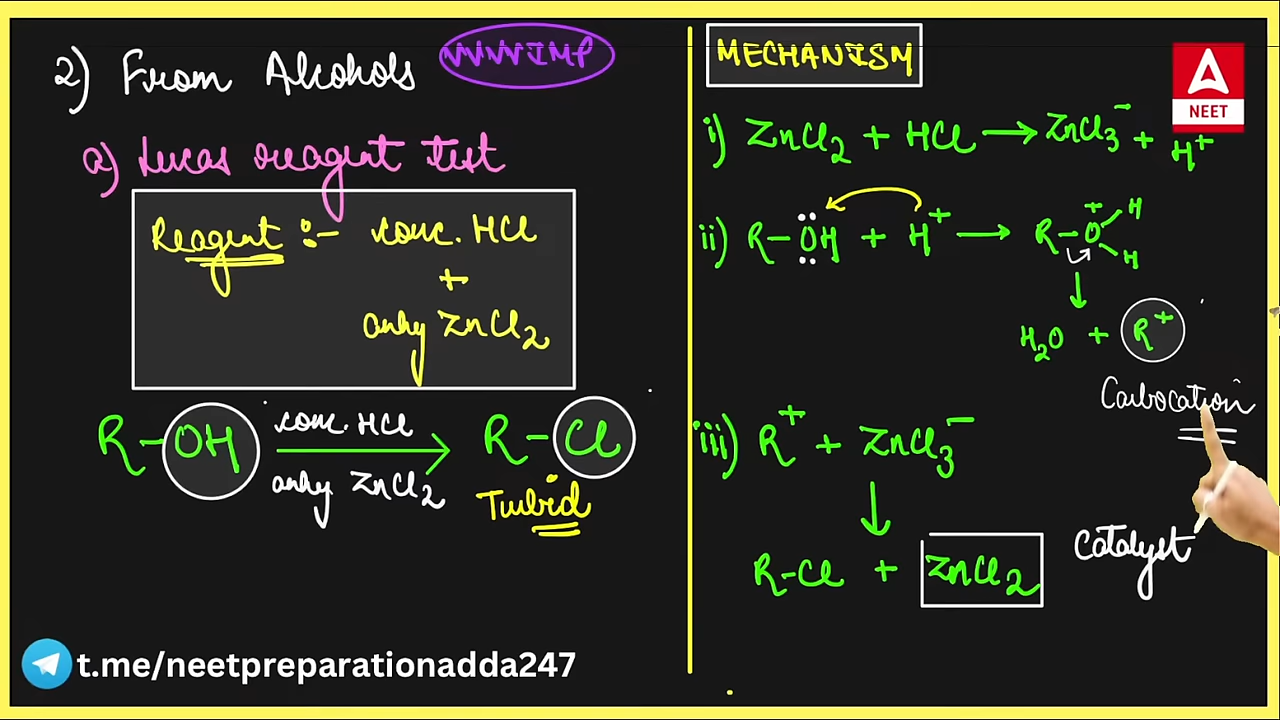 2) From Alcohols
VVVV IMP
a) Lucas reagent Test
Reagent :- conc. HCl
+
anhy ZnCl2
R-OH conc. HCl anhy ZnCl2 → R-Cl
Turbid
MECHANISM
i) ZnCl2 + HCl → ZnCl3⁻ + H⁺
ii) R-OH + H⁺ → R-O⁺ H H
↓
H2O + R⁺
Carbocation
iii) R⁺ + ZnCl3⁻
↓
R-Cl + ZnCl2
Catalyst
A
NEET
t.me/neetpreparationadda247